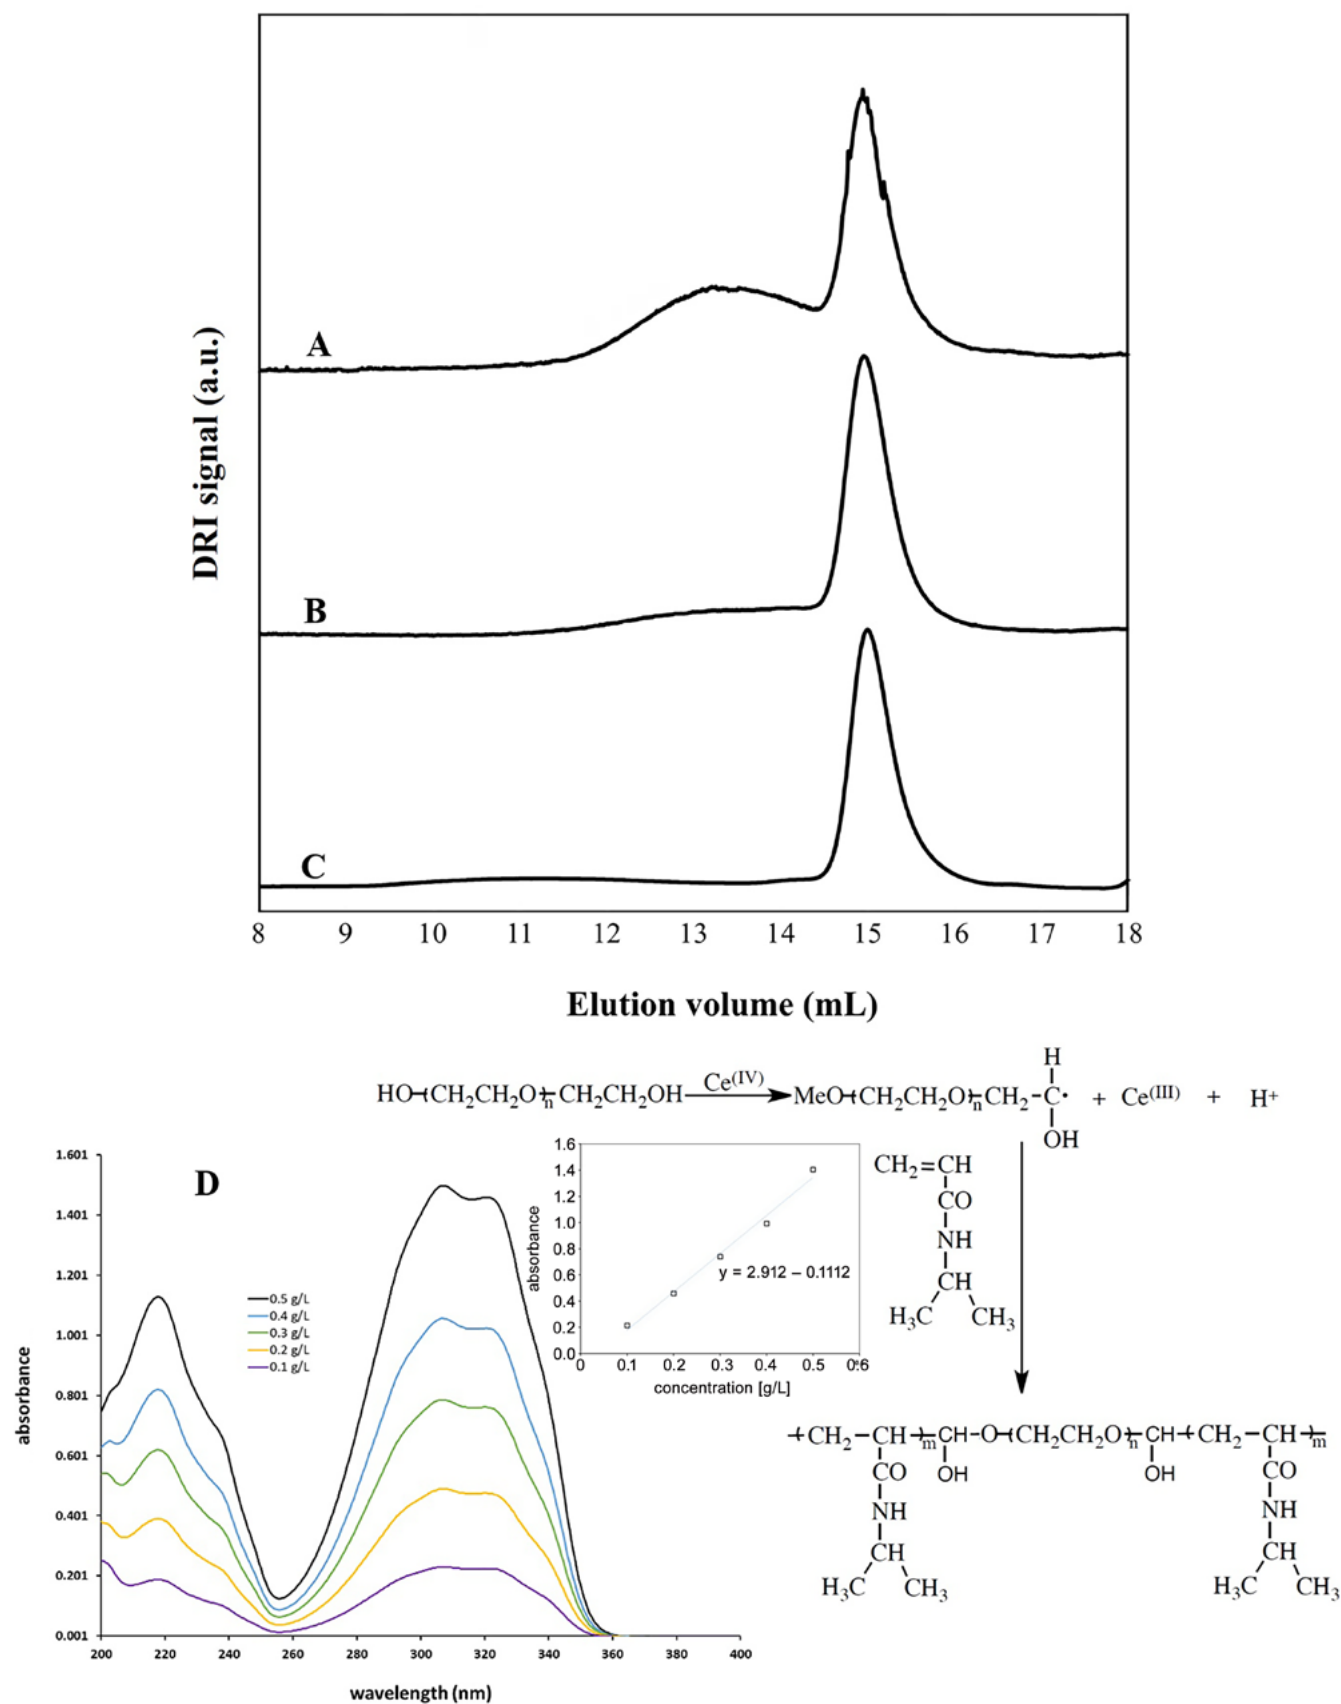 A
B
C
DRI signal (a.u.)
8 9 10 11 12 13 14 15 16 17 18
Elution volume (mL)
HO-(CH2CH2O)n CH2CH2OH Ce(IV) MeO-(CH2CH2O)n CH2-C· + Ce(III) + H+
H
OH
CH2=CH
CO
NH
CH
H3C CH3
D
1.601
1.401
1.201
1.001
0.801
0.601
0.401
0.201
0.001
absorbance
200 220 240 260 280 300 320 340 360 380 400
wavelength (nm)
0.5 g/L
0.4 g/L
0.3 g/L
0.2 g/L
0.1 g/L
1.6
1.4
1.2
1.0
0.8
0.6
0.4
0.2
0.0
absorbance
y = 2.912 – 0.1112
0 0.1 0.2 0.3 0.4 0.5 0.6
concentration [g/L]
(CH2-CH)m CH-O-(CH2CH2O)n CH-(CH2-CH)m
CO OH OH CO
NH NH
CH CH
H3C CH3 H3C CH3